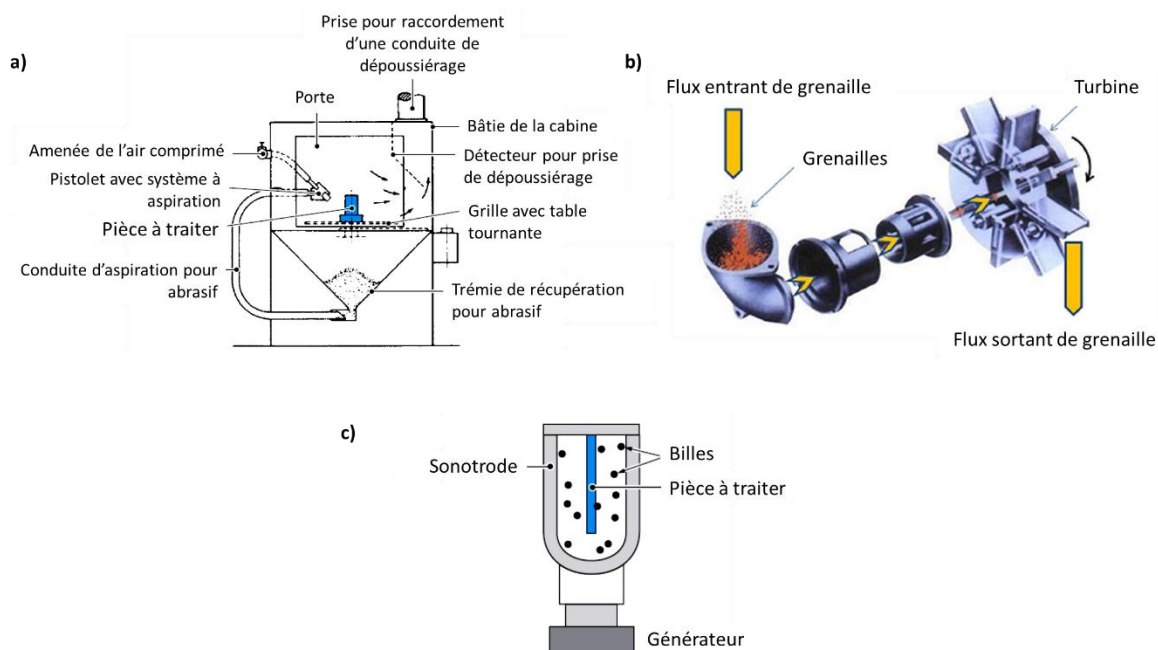 a)
Prise pour raccordement
d’une conduite de
dépoussiérage
Porte
Bâtie de la cabine
Amenée de l’air comprimé
Détecteur pour prise
de dépoussiérage
Pistolet avec système à
aspiration
Grille avec table
tournante
Pièce à traiter
Conduite d’aspiration pour
abrasif
Trémie de récupération
pour abrasif
b)
Flux entrant de grenaille
Turbine
Grenailles
Flux sortant de grenaille
c)
Sonotrode
Billes
Pièce à traiter
Générateur